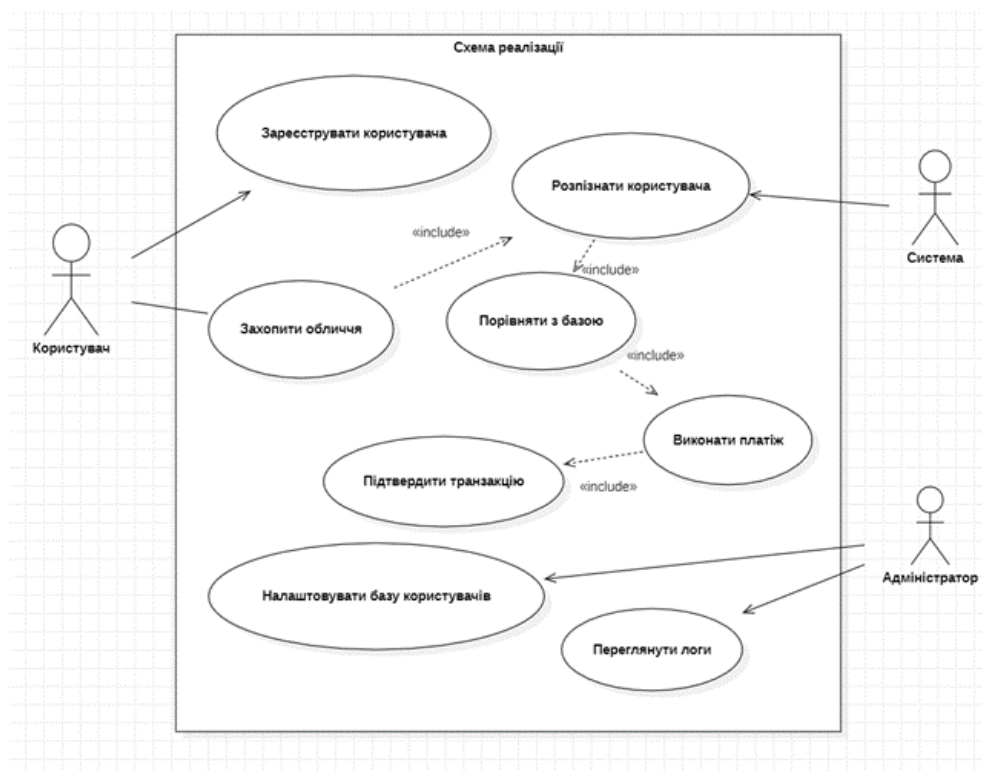 Схема реалізації
Зареєструвати користувача
Розпізнати користувача
«include»
Система
«include»
Захопити обличчя
Порівняти з базою
Користувач
«include»
Виконати платіж
Підтвердити транзакцію
«include»
Адміністратор
Налаштовувати базу користувачів
Переглянути логи